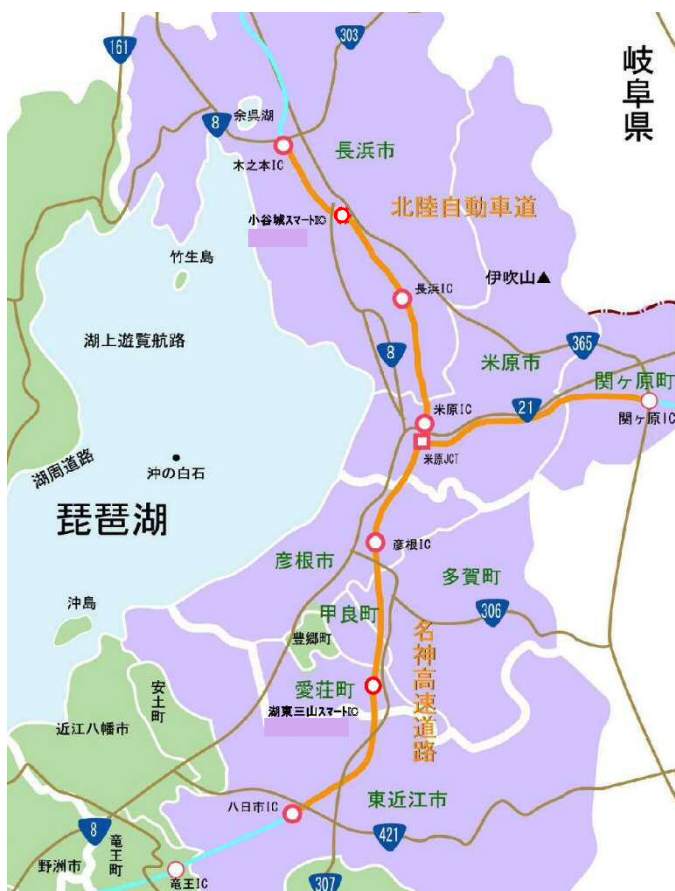 161
303
岐阜県
8
余呉湖
木之本IC
長浜市
小谷城スマートIC
北陸自動車道
竹生島
長浜IC
伊吹山▲
湖上遊覧航路
8
365
米原市
関ヶ原町
21
米原IC
関ヶ原IC
米原JCT
湖周道路
沖の白石
琵琶湖
彦根市
彦根IC
多賀町
沖島
甲良町
306
豊郷町
名神高速道路
愛荘町
安土町
湖東三山スマートIC
近江八幡市
東近江市
八日市IC
8
421
竜王町
野洲市
竜王IC
307